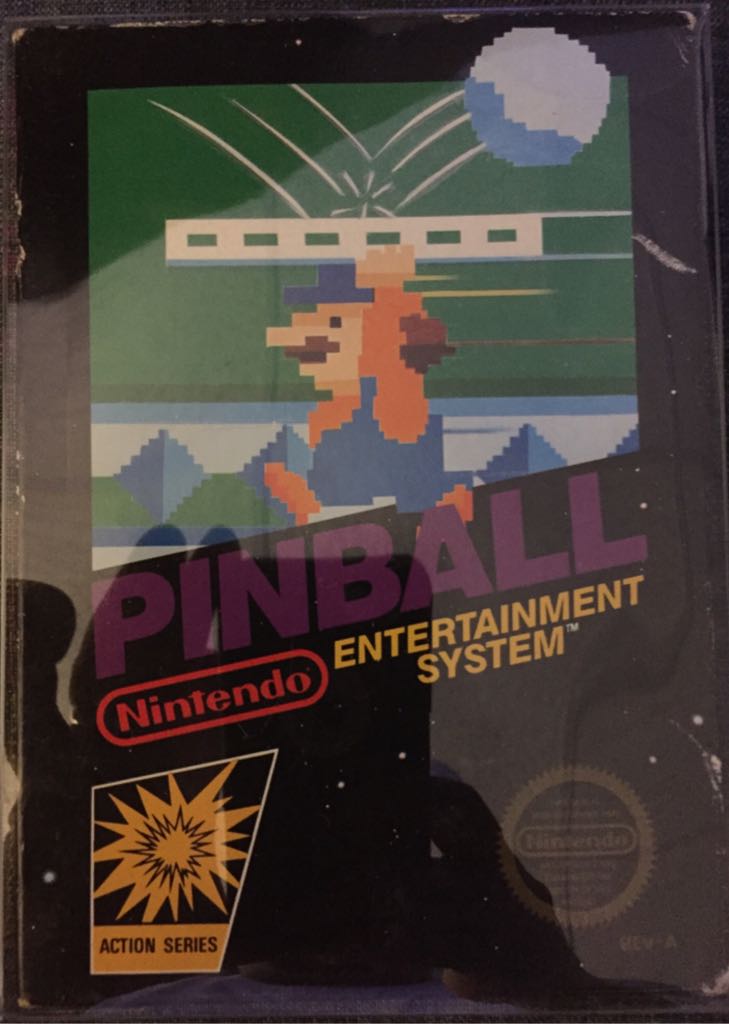 PINBALL
Nintendo®
ENTERTAINMENT
SYSTEM™
ACTION SERIES
Nintendo
REV-A